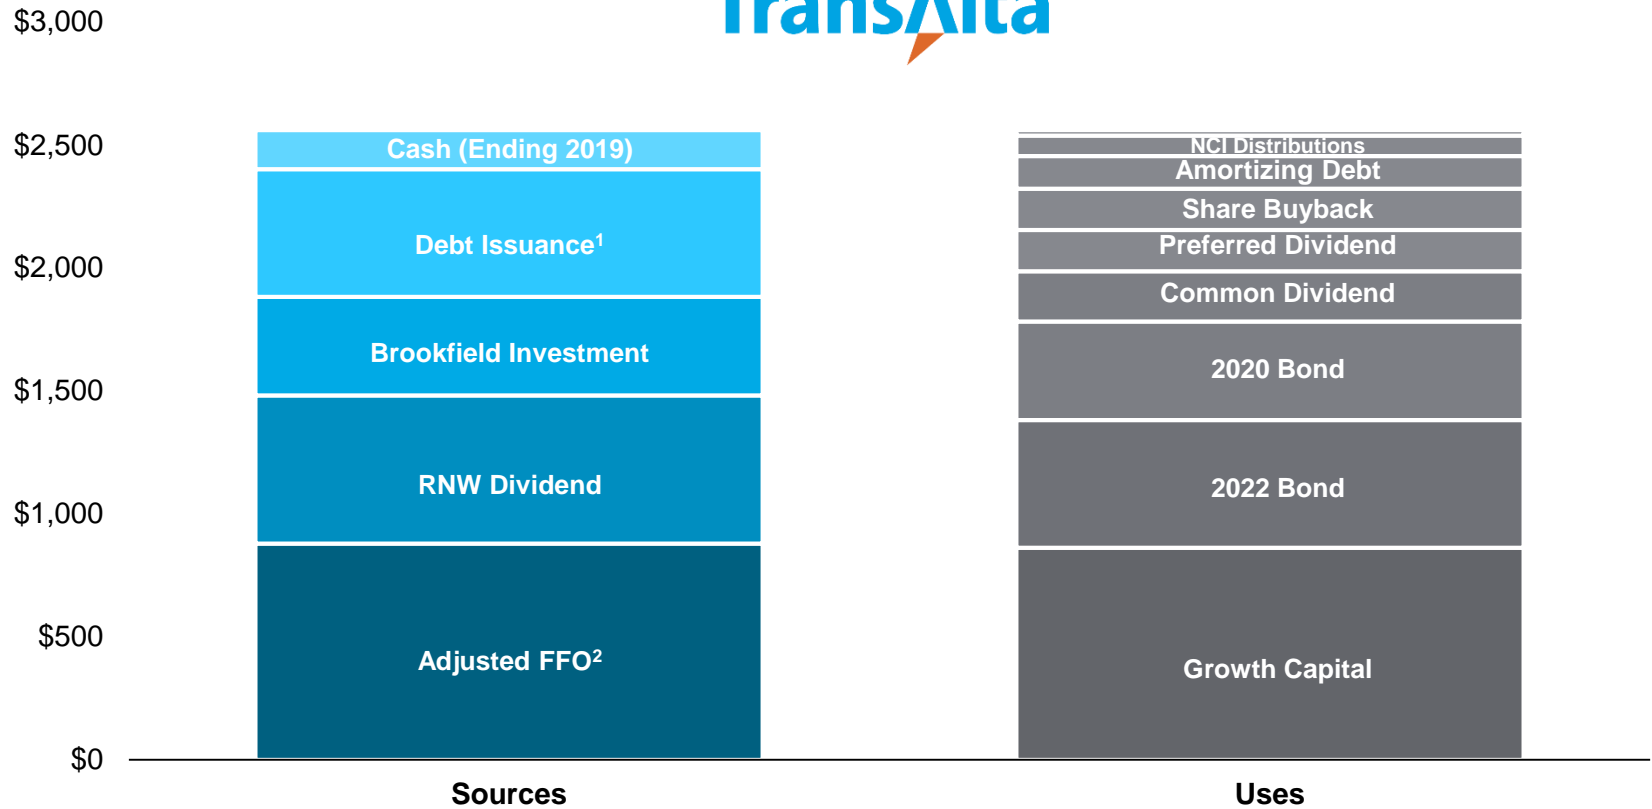 TransAlta
$3,000
$2,500
$2,000
$1,500
$1,000
$500
$0
Cash (Ending 2019)
Debt Issuance¹
Brookfield Investment
RNW Dividend
Adjusted FFO²
NCI Distributions
Amortizing Debt
Share Buyback
Preferred Dividend
Common Dividend
2020 Bond
2022 Bond
Growth Capital
Sources
Uses